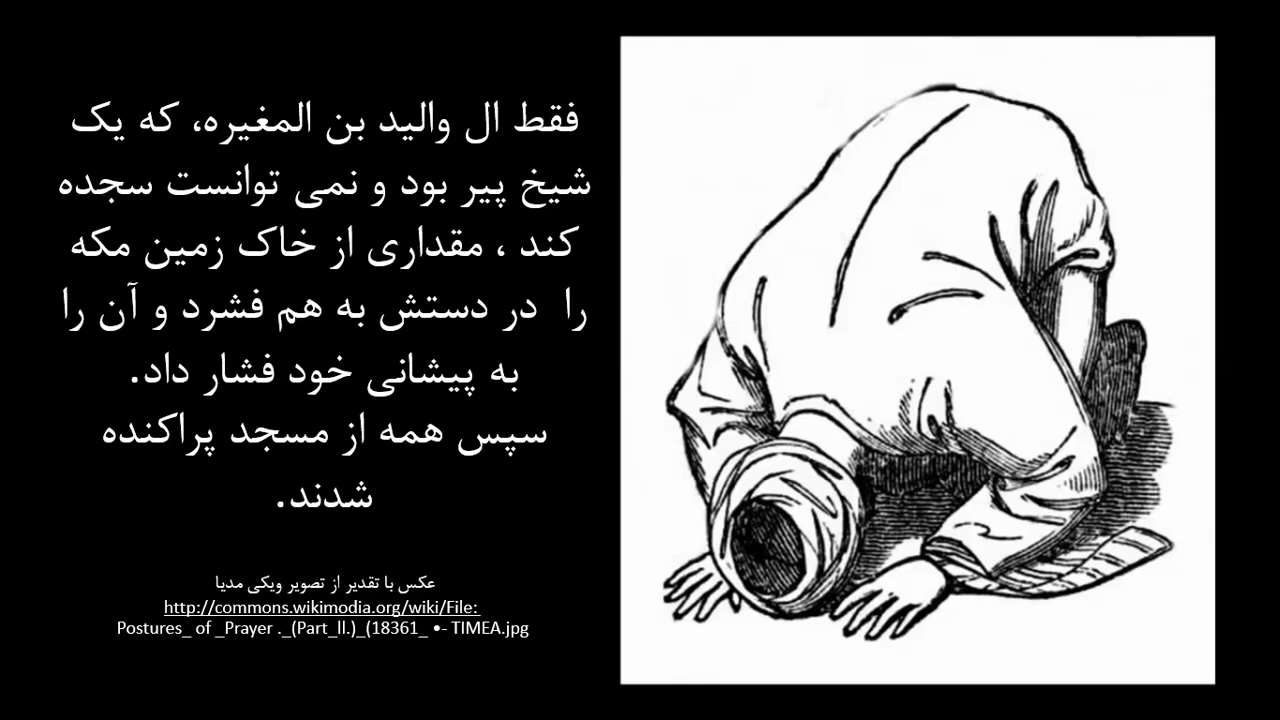 فقط ال والید بن المغیره، که یک
شیخ پیر بود و نمی توانست سجده
کند ، مقداری از خاک زمین مکه
را  در دستش به هم فشرد و آن را
به پیشانی خود فشار داد.
سپس همه از مسجد پراکنده
شدند.
عکس با تقدیر از تصویر ویکی مدیا
http://commons.wikimodia.org/wiki/File:
Postures_ of _Prayer ._(Part_ll.)_(18361_ •- TIMEA.jpg